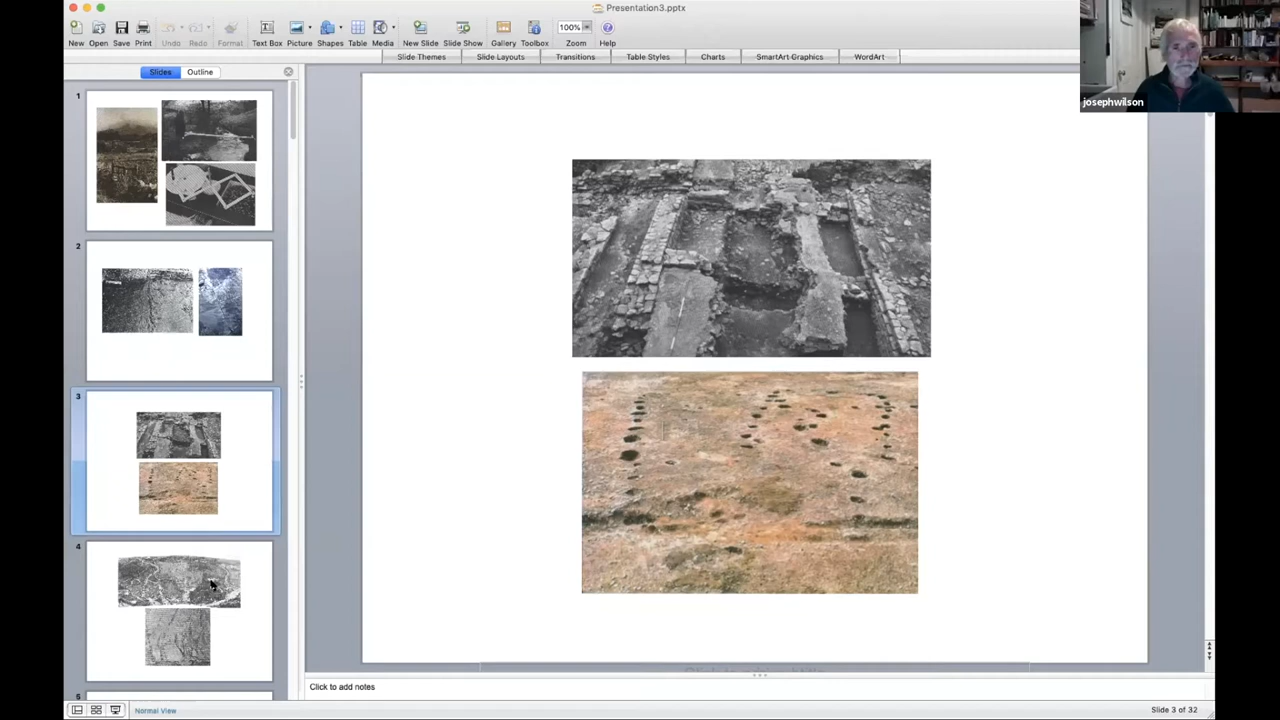 Presentation3.pptx
New Open Save Print Undo Redo Format Text Box Picture Shapes Table Media New Slide Slide Show Gallery Toolbox Zoom Help
100%
Slide Themes Slide Layouts Transitions Table Styles Charts SmartArt Graphics WordArt
Slides Outline
josephwilson
1
2
3
4
5
Click to add notes
Normal View
Slide 3 of 32